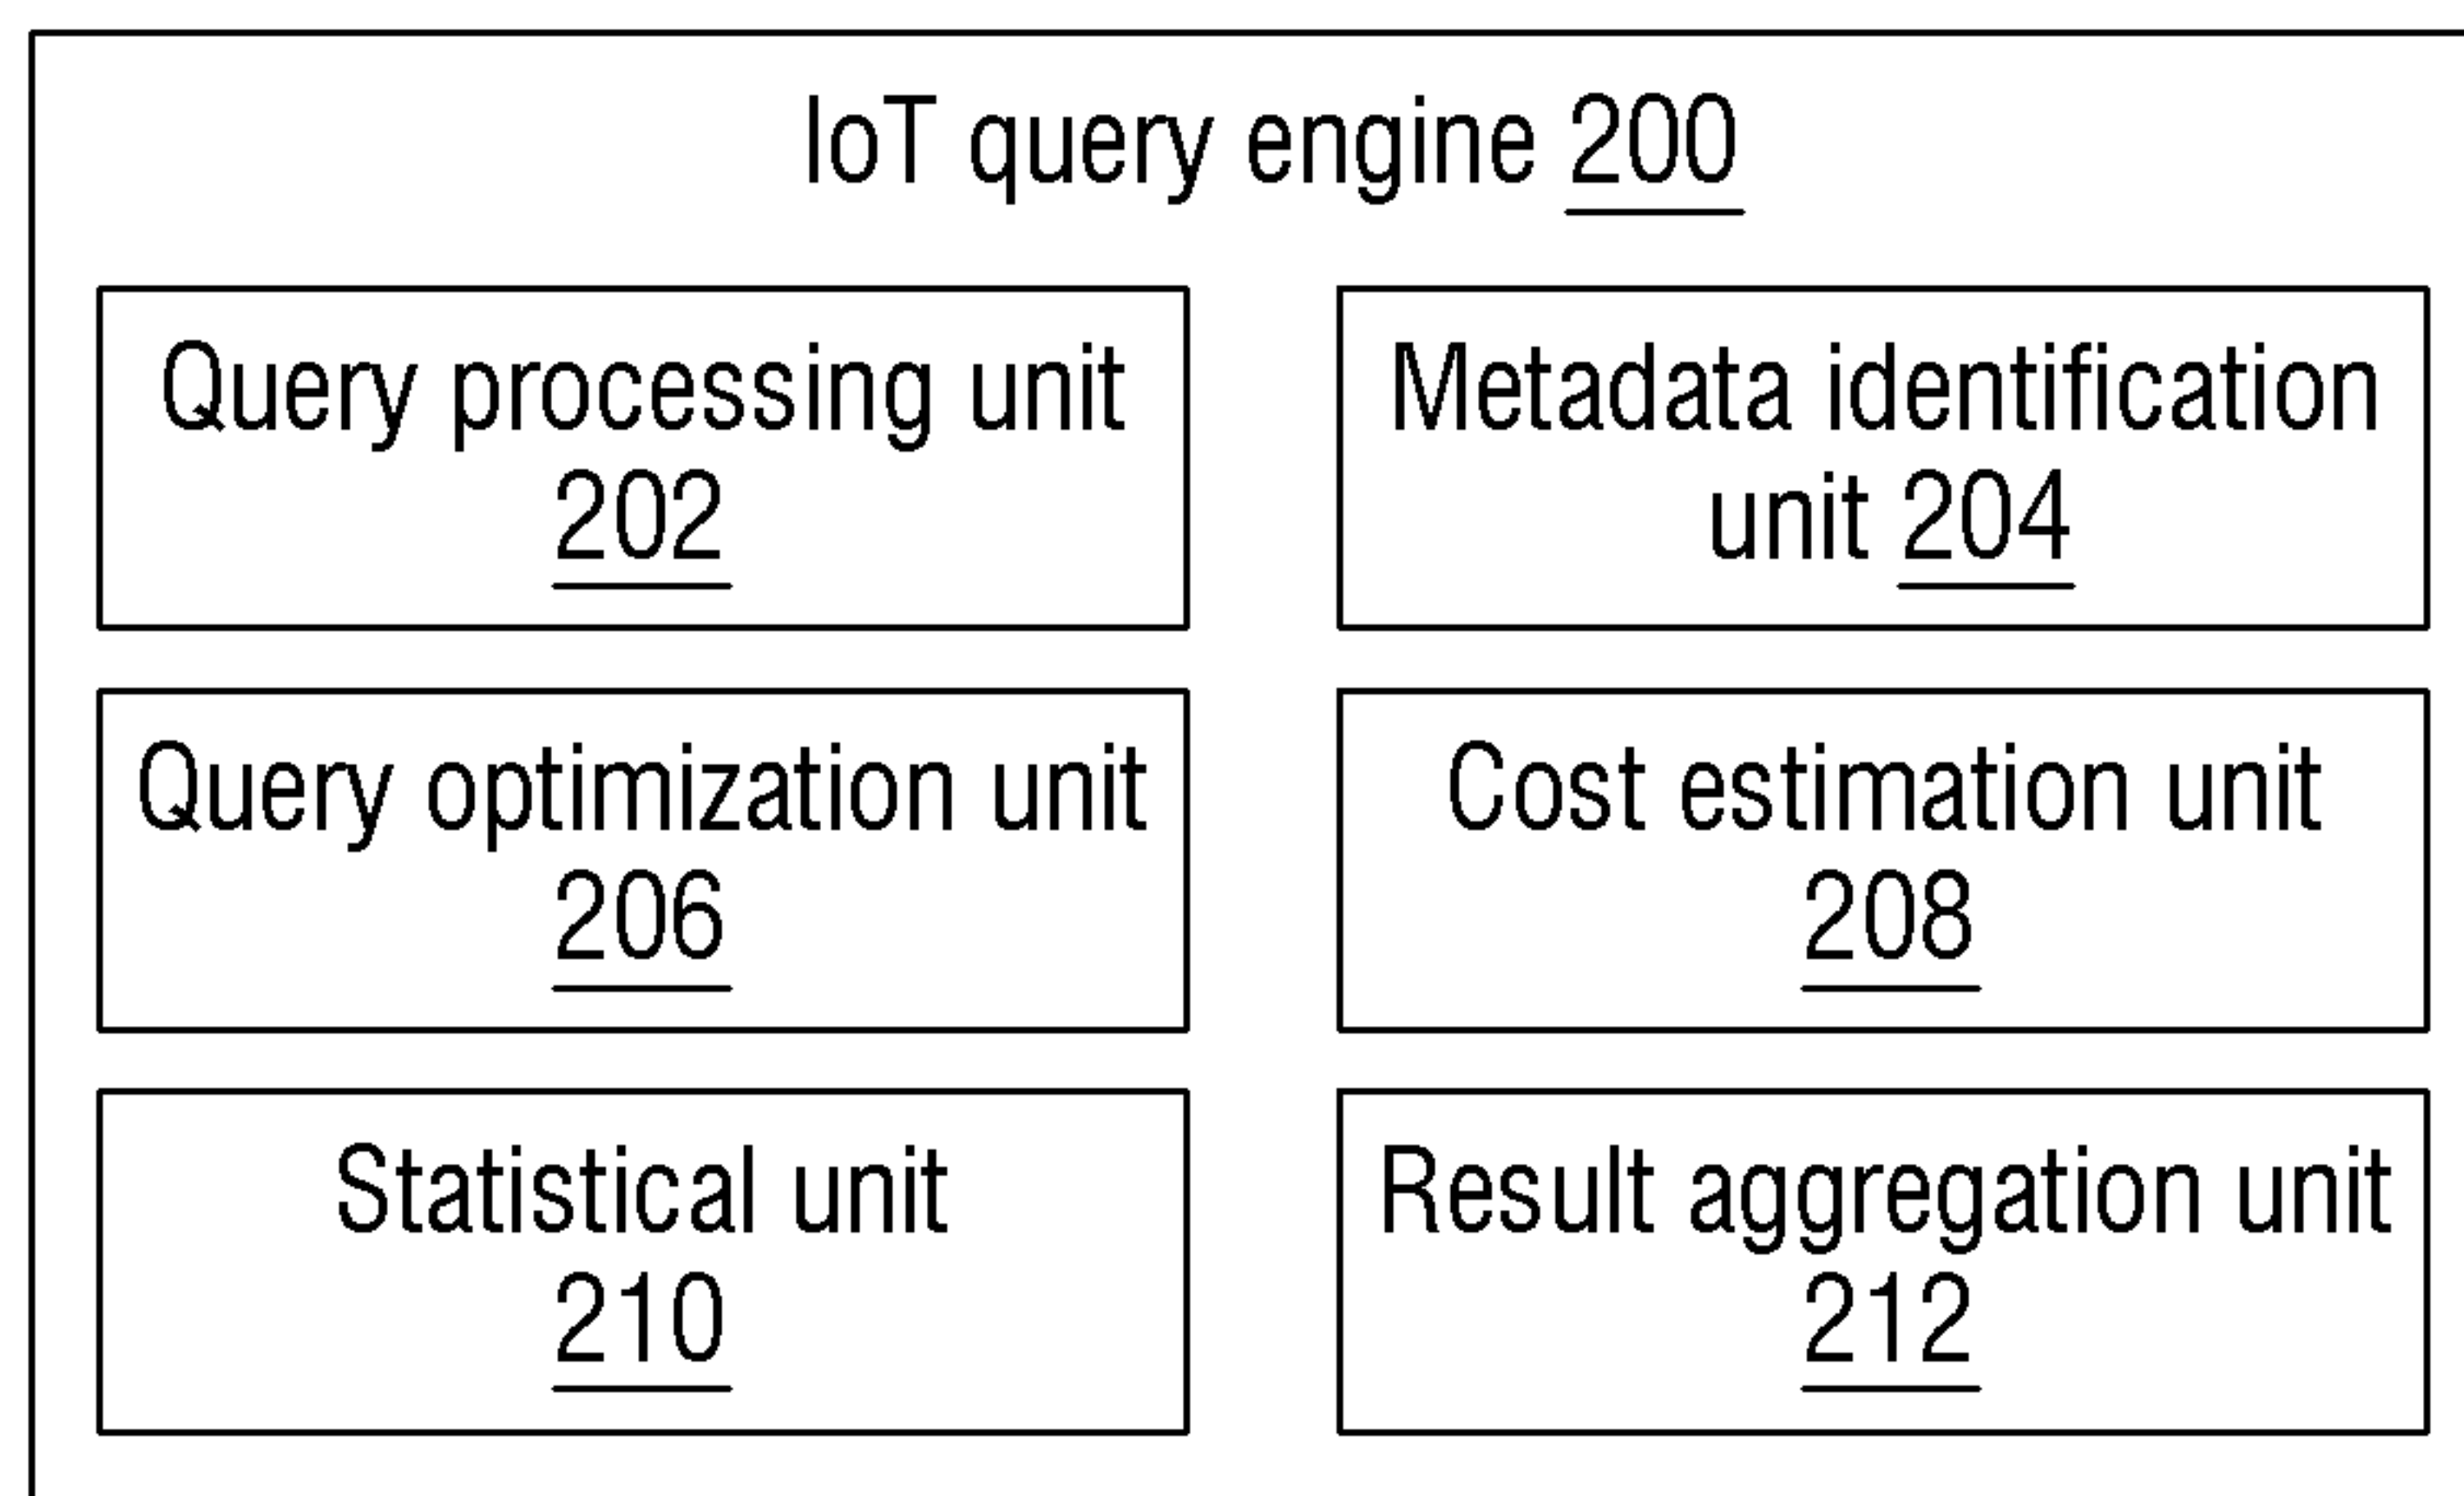 IoT query engine 200
Query processing unit
202
Metadata identification
unit 204
Query optimization unit
206
Cost estimation unit
208
Statistical unit
210
Result aggregation unit
212